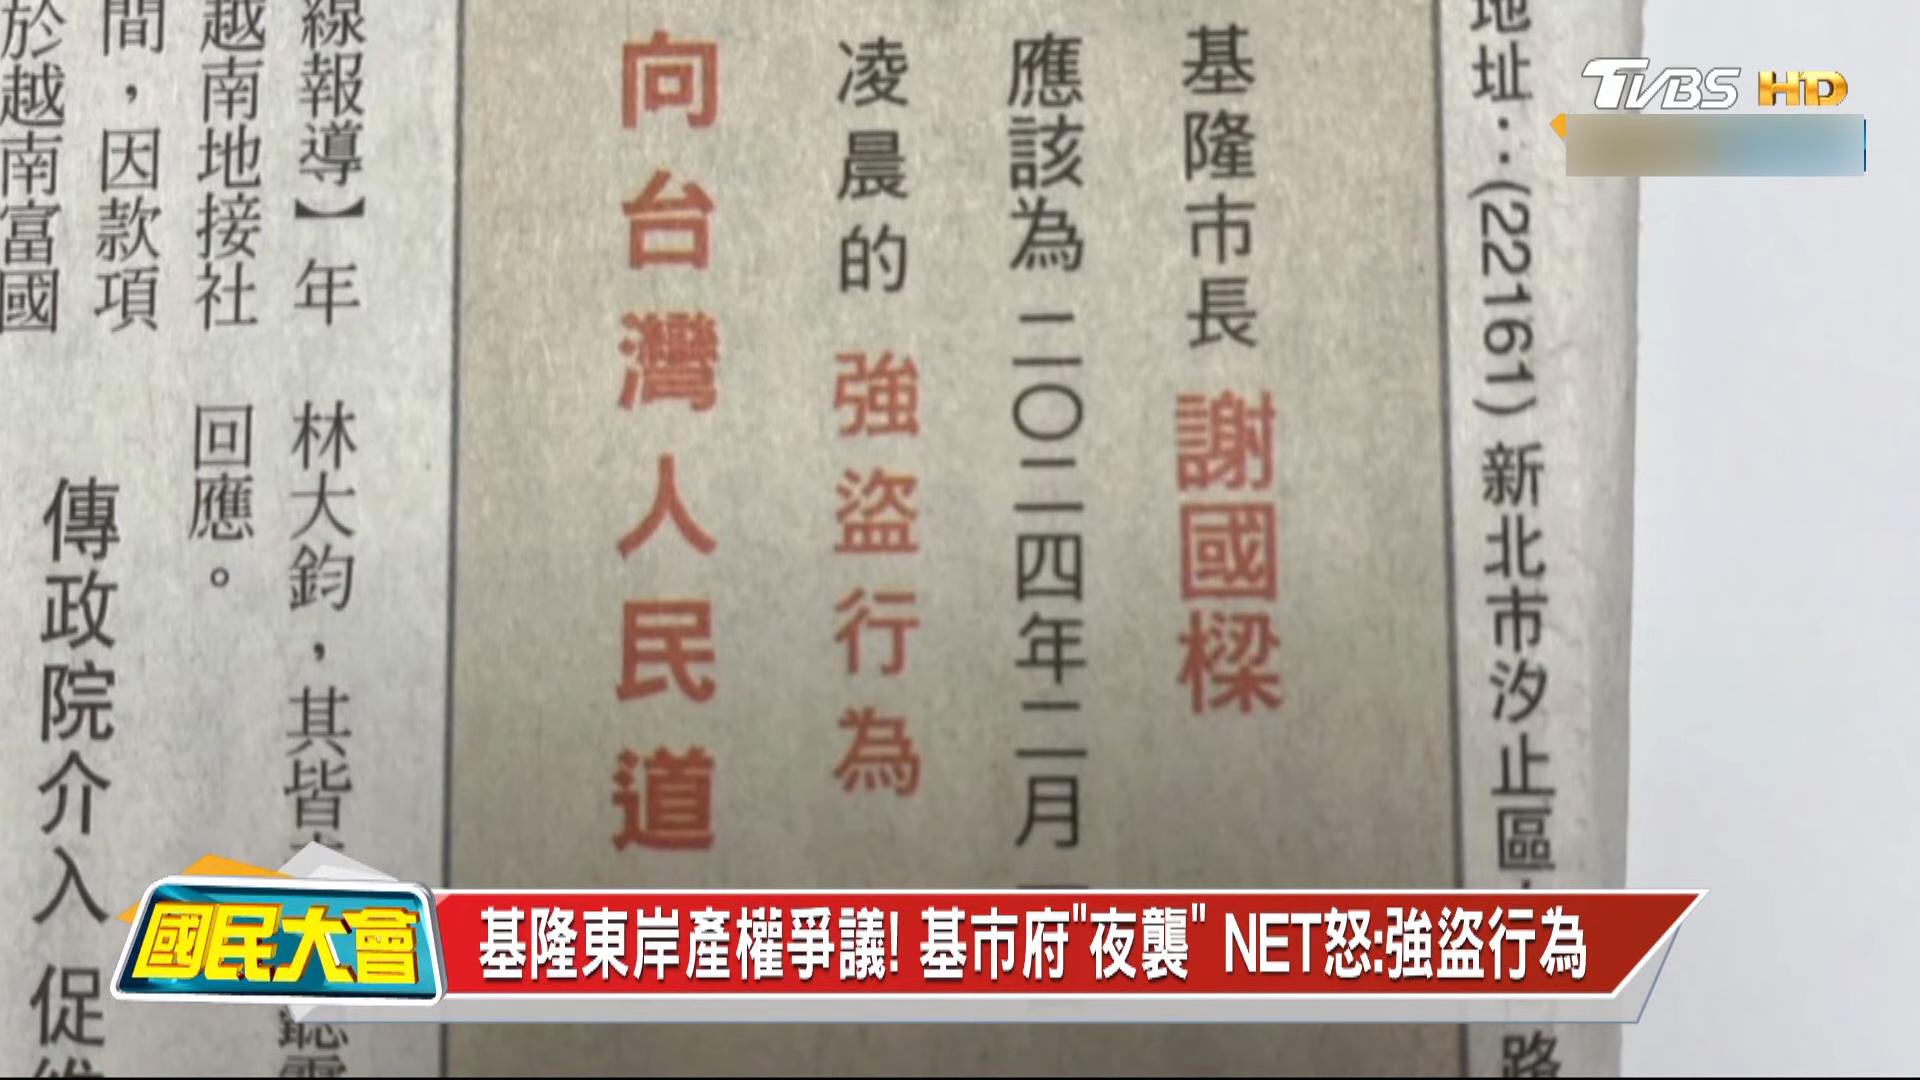 TVBS HD
地址：(22161) 新北市汐止區
路
基隆市長 謝國樑
應該為二〇二四年二月
凌晨的 強盜行為
向台灣人民道
線報導】年
林大鈞，其皆
越南地接社
回應。
間，因款項
傳政院介入 促
於越南富國
國民大會
基隆東岸產權爭議! 基市府"夜襲" NET怒:強盜行為